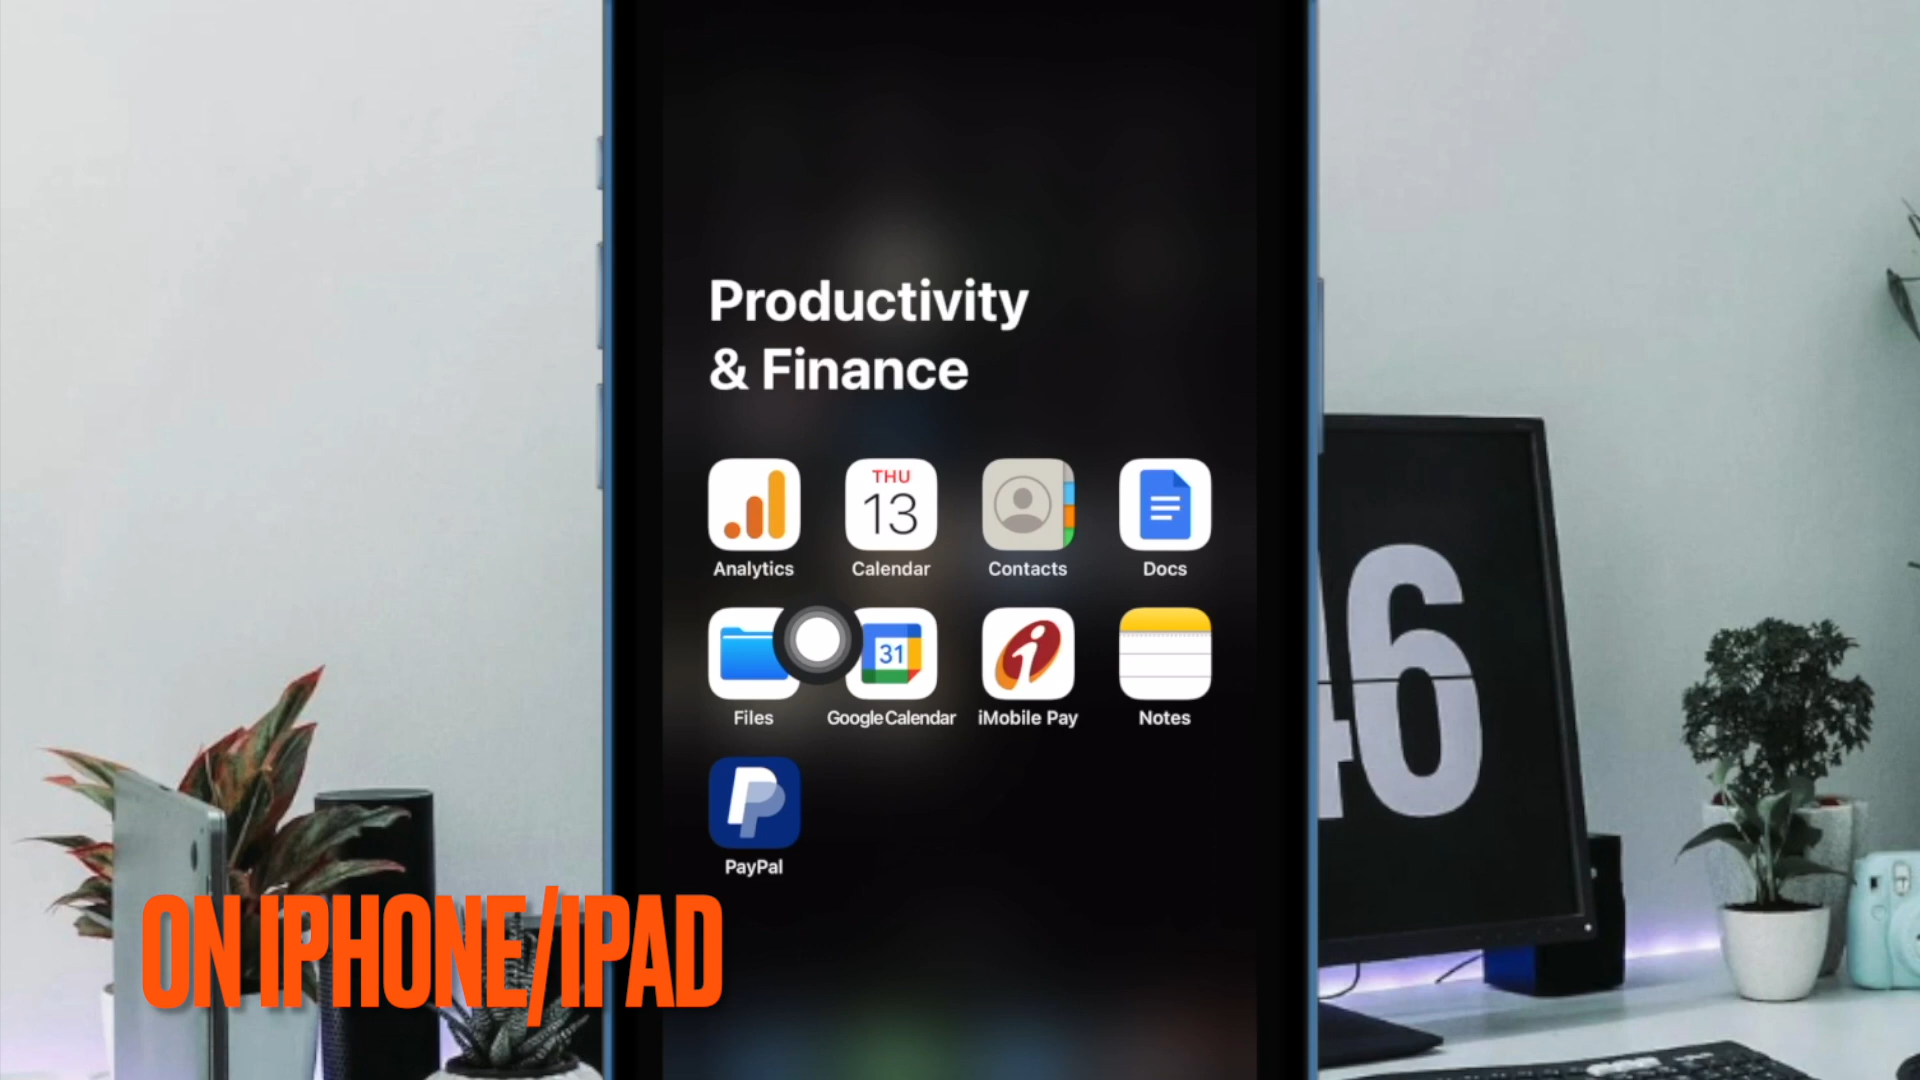 Productivity
& Finance
THU
13
Analytics
Calendar
Contacts
Docs
31
i
Files
Google Calendar
iMobile Pay
Notes
P
PayPal
46
ON IPHONE/IPAD